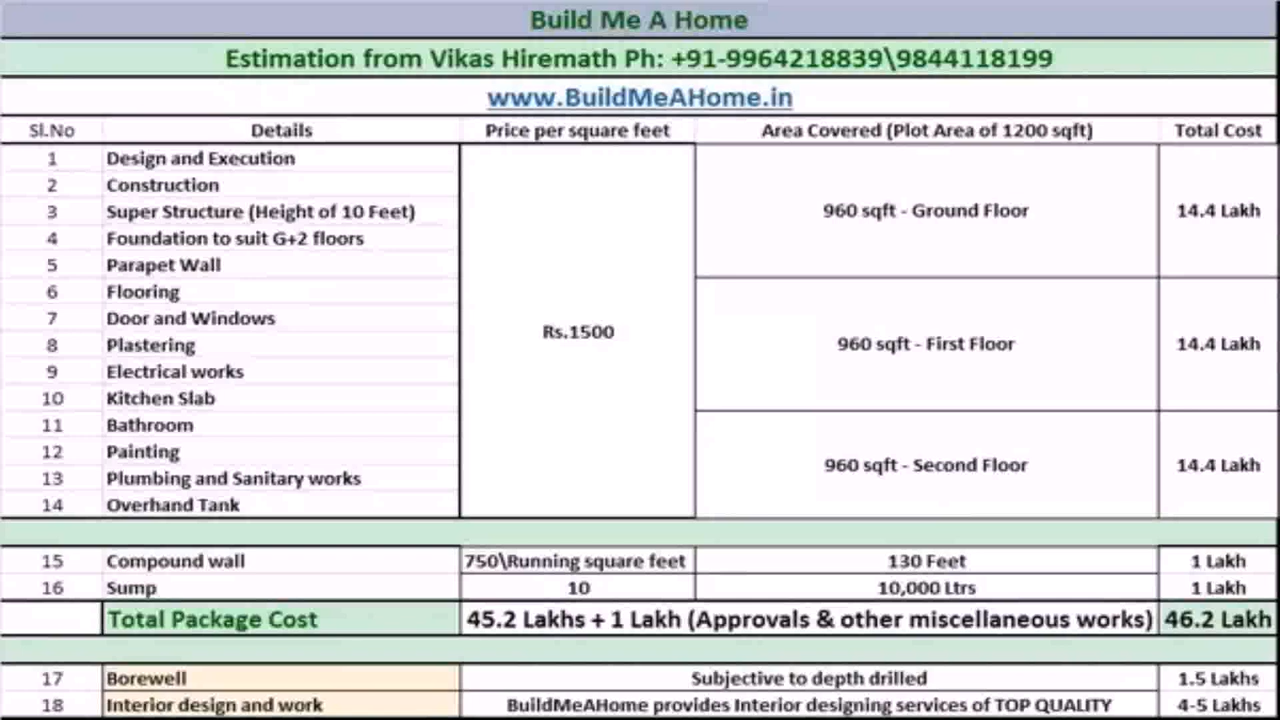 Build Me A Home
Estimation from Vikas Hiremath Ph: +91-9964218839\9844118199
www.BuildMeAHome.in
Sl.No Details Price per square feet Area Covered (Plot Area of 1200 sqft) Total Cost
1 Design and Execution
2 Construction
3 Super Structure (Height of 10 Feet) 960 sqft - Ground Floor 14.4 Lakh
4 Foundation to suit G+2 floors
5 Parapet Wall
6 Flooring
7 Door and Windows Rs.1500
8 Plastering 960 sqft - First Floor 14.4 Lakh
9 Electrical works
10 Kitchen Slab
11 Bathroom
12 Painting 960 sqft - Second Floor 14.4 Lakh
13 Plumbing and Sanitary works
14 Overhand Tank
15 Compound wall 750\Running square feet 130 Feet 1 Lakh
16 Sump 10 10,000 Ltrs 1 Lakh
Total Package Cost 45.2 Lakhs + 1 Lakh (Approvals & other miscellaneous works) 46.2 Lakh
17 Borewell Subjective to depth drilled 1.5 Lakhs
18 Interior design and work BuildMeAHome provides Interior designing services of TOP QUALITY 4-5 Lakhs